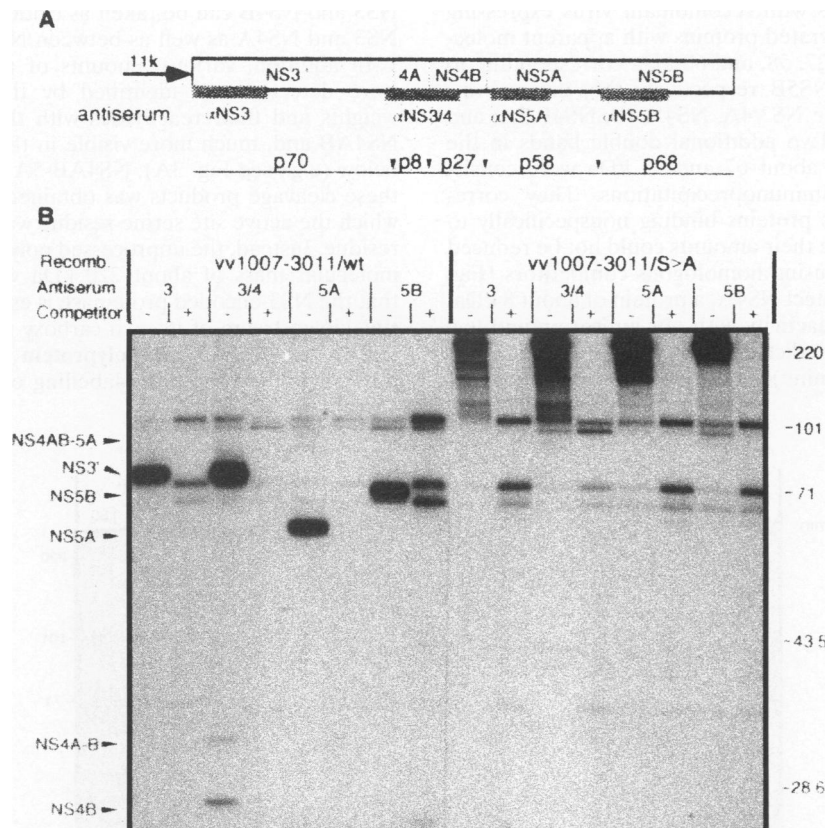 A
11k
NS3' 4A NS4B NS5A NS5B
antiserum αNS3 αNS3/4 αNS5A αNS5B
p70 p8 p27 p58 p68
B
Recomb. vv1007-3011/wt vv1007-3011/S>A
Antiserum 3 3/4 5A 5B 3 3/4 5A 5B
Competitor - + - + - + - + - + - + - + - +
-220
-101
NS4AB-5A
NS3'
-71
NS5B
NS5A
-43.5
NS4A-B
-28.6
NS4B